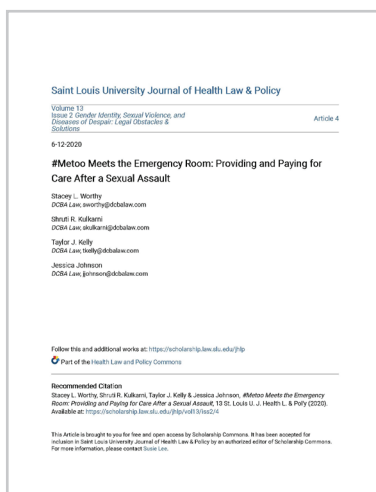 Saint Louis University Journal of Health Law & Policy
Volume 13
Issue 2 Gender Identity, Sexual Violence, and
Diseases of Despair: Legal Obstacles &
Solutions
Article 4
6-12-2020
#Metoo Meets the Emergency Room: Providing and Paying for
Care After a Sexual Assault
Stacey L. Worthy
DCBA Law, sworthy@dcbalaw.com
Shruti R. Kulkarni
DCBA Law, skulkarni@dcbalaw.com
Taylor J. Kelly
DCBA Law, tkelly@dcbalaw.com
Jessica Johnson
DCBA Law, jjohnson@dcbalaw.com
Follow this and additional works at: https://scholarship.law.slu.edu/jhlp
Part of the Health Law and Policy Commons
Recommended Citation
Stacey L. Worthy, Shruti R. Kulkarni, Taylor J. Kelly & Jessica Johnson, #Metoo Meets the Emergency
Room: Providing and Paying for Care After a Sexual Assault, 13 St. Louis U. J. Health L. & Pol'y (2020).
Available at: https://scholarship.law.slu.edu/jhlp/vol13/iss2/4
This Article is brought to you for free and open access by Scholarship Commons. It has been accepted for
inclusion in Saint Louis University Journal of Health Law & Policy by an authorized editor of Scholarship Commons.
For more information, please contact Susie Lee.